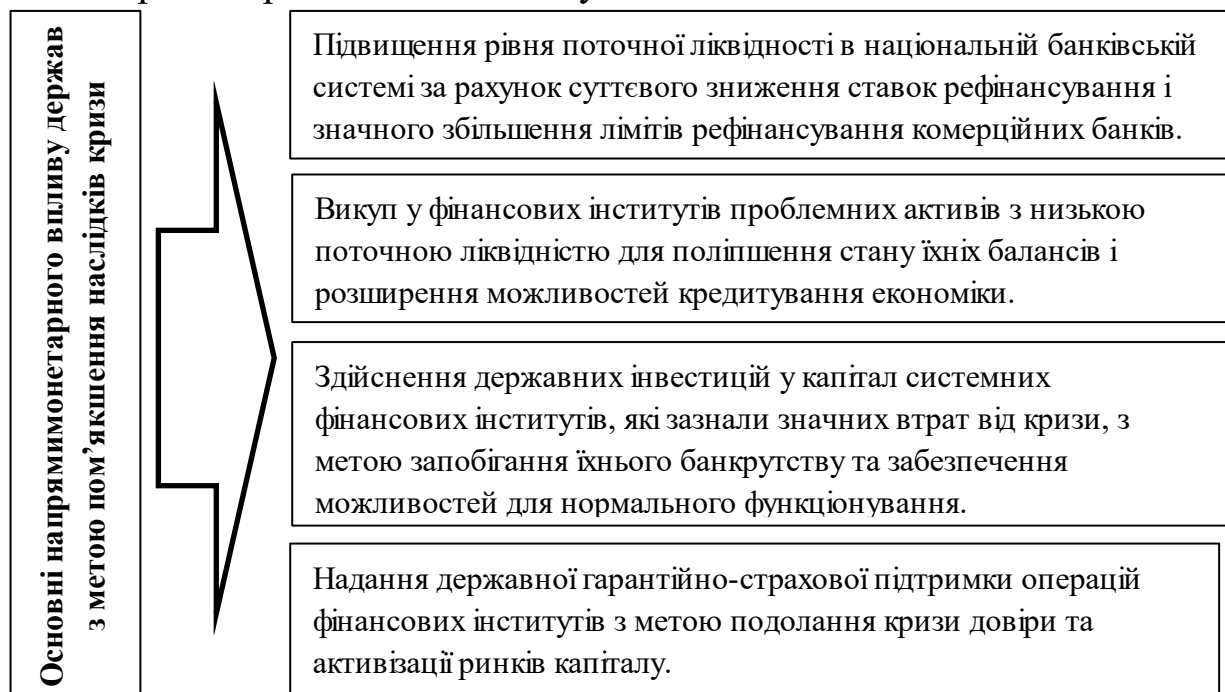 Основні напрямимонетарного впливу держав
з метою пом’якшення наслідків кризи
Підвищення рівня поточної ліквідності в національній банківській
системі за рахунок суттєвого зниження ставок рефінансування і
значного збільшення лімітів рефінансування комерційних банків.
Викуп у фінансових інститутів проблемних активів з низькою
поточною ліквідністю для поліпшення стану їхніх балансів і
розширення можливостей кредитування економіки.
Здійснення державних інвестицій у капітал системних
фінансових інститутів, які зазнали значних втрат від кризи, з
метою запобігання їхнього банкрутству та забезпечення
можливостей для нормального функціонування.
Надання державної гарантійно-страхової підтримки операцій
фінансових інститутів з метою подолання кризи довіри та
активізації ринків капіталу.